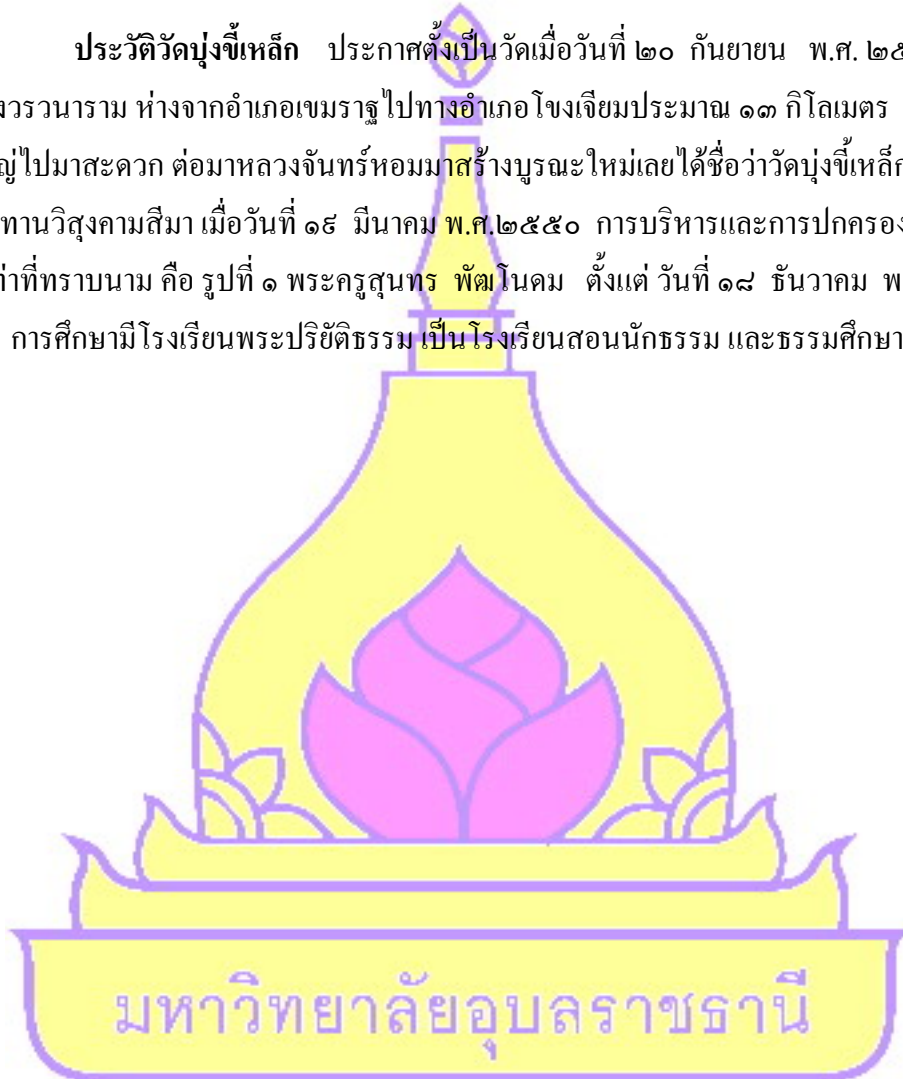 ประวัติวัดบุ่งขี้เหล็ก ประกาศตั้งเป็นวัดเมื่อวันที่ ๒๐ กันยายน พ.ศ. ๒๕
งวรวนาราม ห่างจากอำเภอเขมราฐไปทางอำเภอโขงเจียมประมาณ ๑๓ กิโลเมตร
ญ่ไปมาสะดวก ต่อมาหลวงจันทร์หอมมาสร้างบูรณะใหม่เลยได้ชื่อว่าวัดบุ่งขี้เหล็ก
ทานวิสุงคามสีมา เมื่อวันที่ ๑๙ มีนาคม พ.ศ.๒๕๕๐ การบริหารและการปกครอง
ท่าที่ทราบนาม คือ รูปที่ ๑ พระครูสุนทร พัฒโนดม ตั้งแต่ วันที่ ๑๘ ธันวาคม พ
การศึกษามีโรงเรียนพระปริยัติธรรม เป็นโรงเรียนสอนนักธรรม และธรรมศึกษา
มหาวิทยาลัยอุบลราชธานี